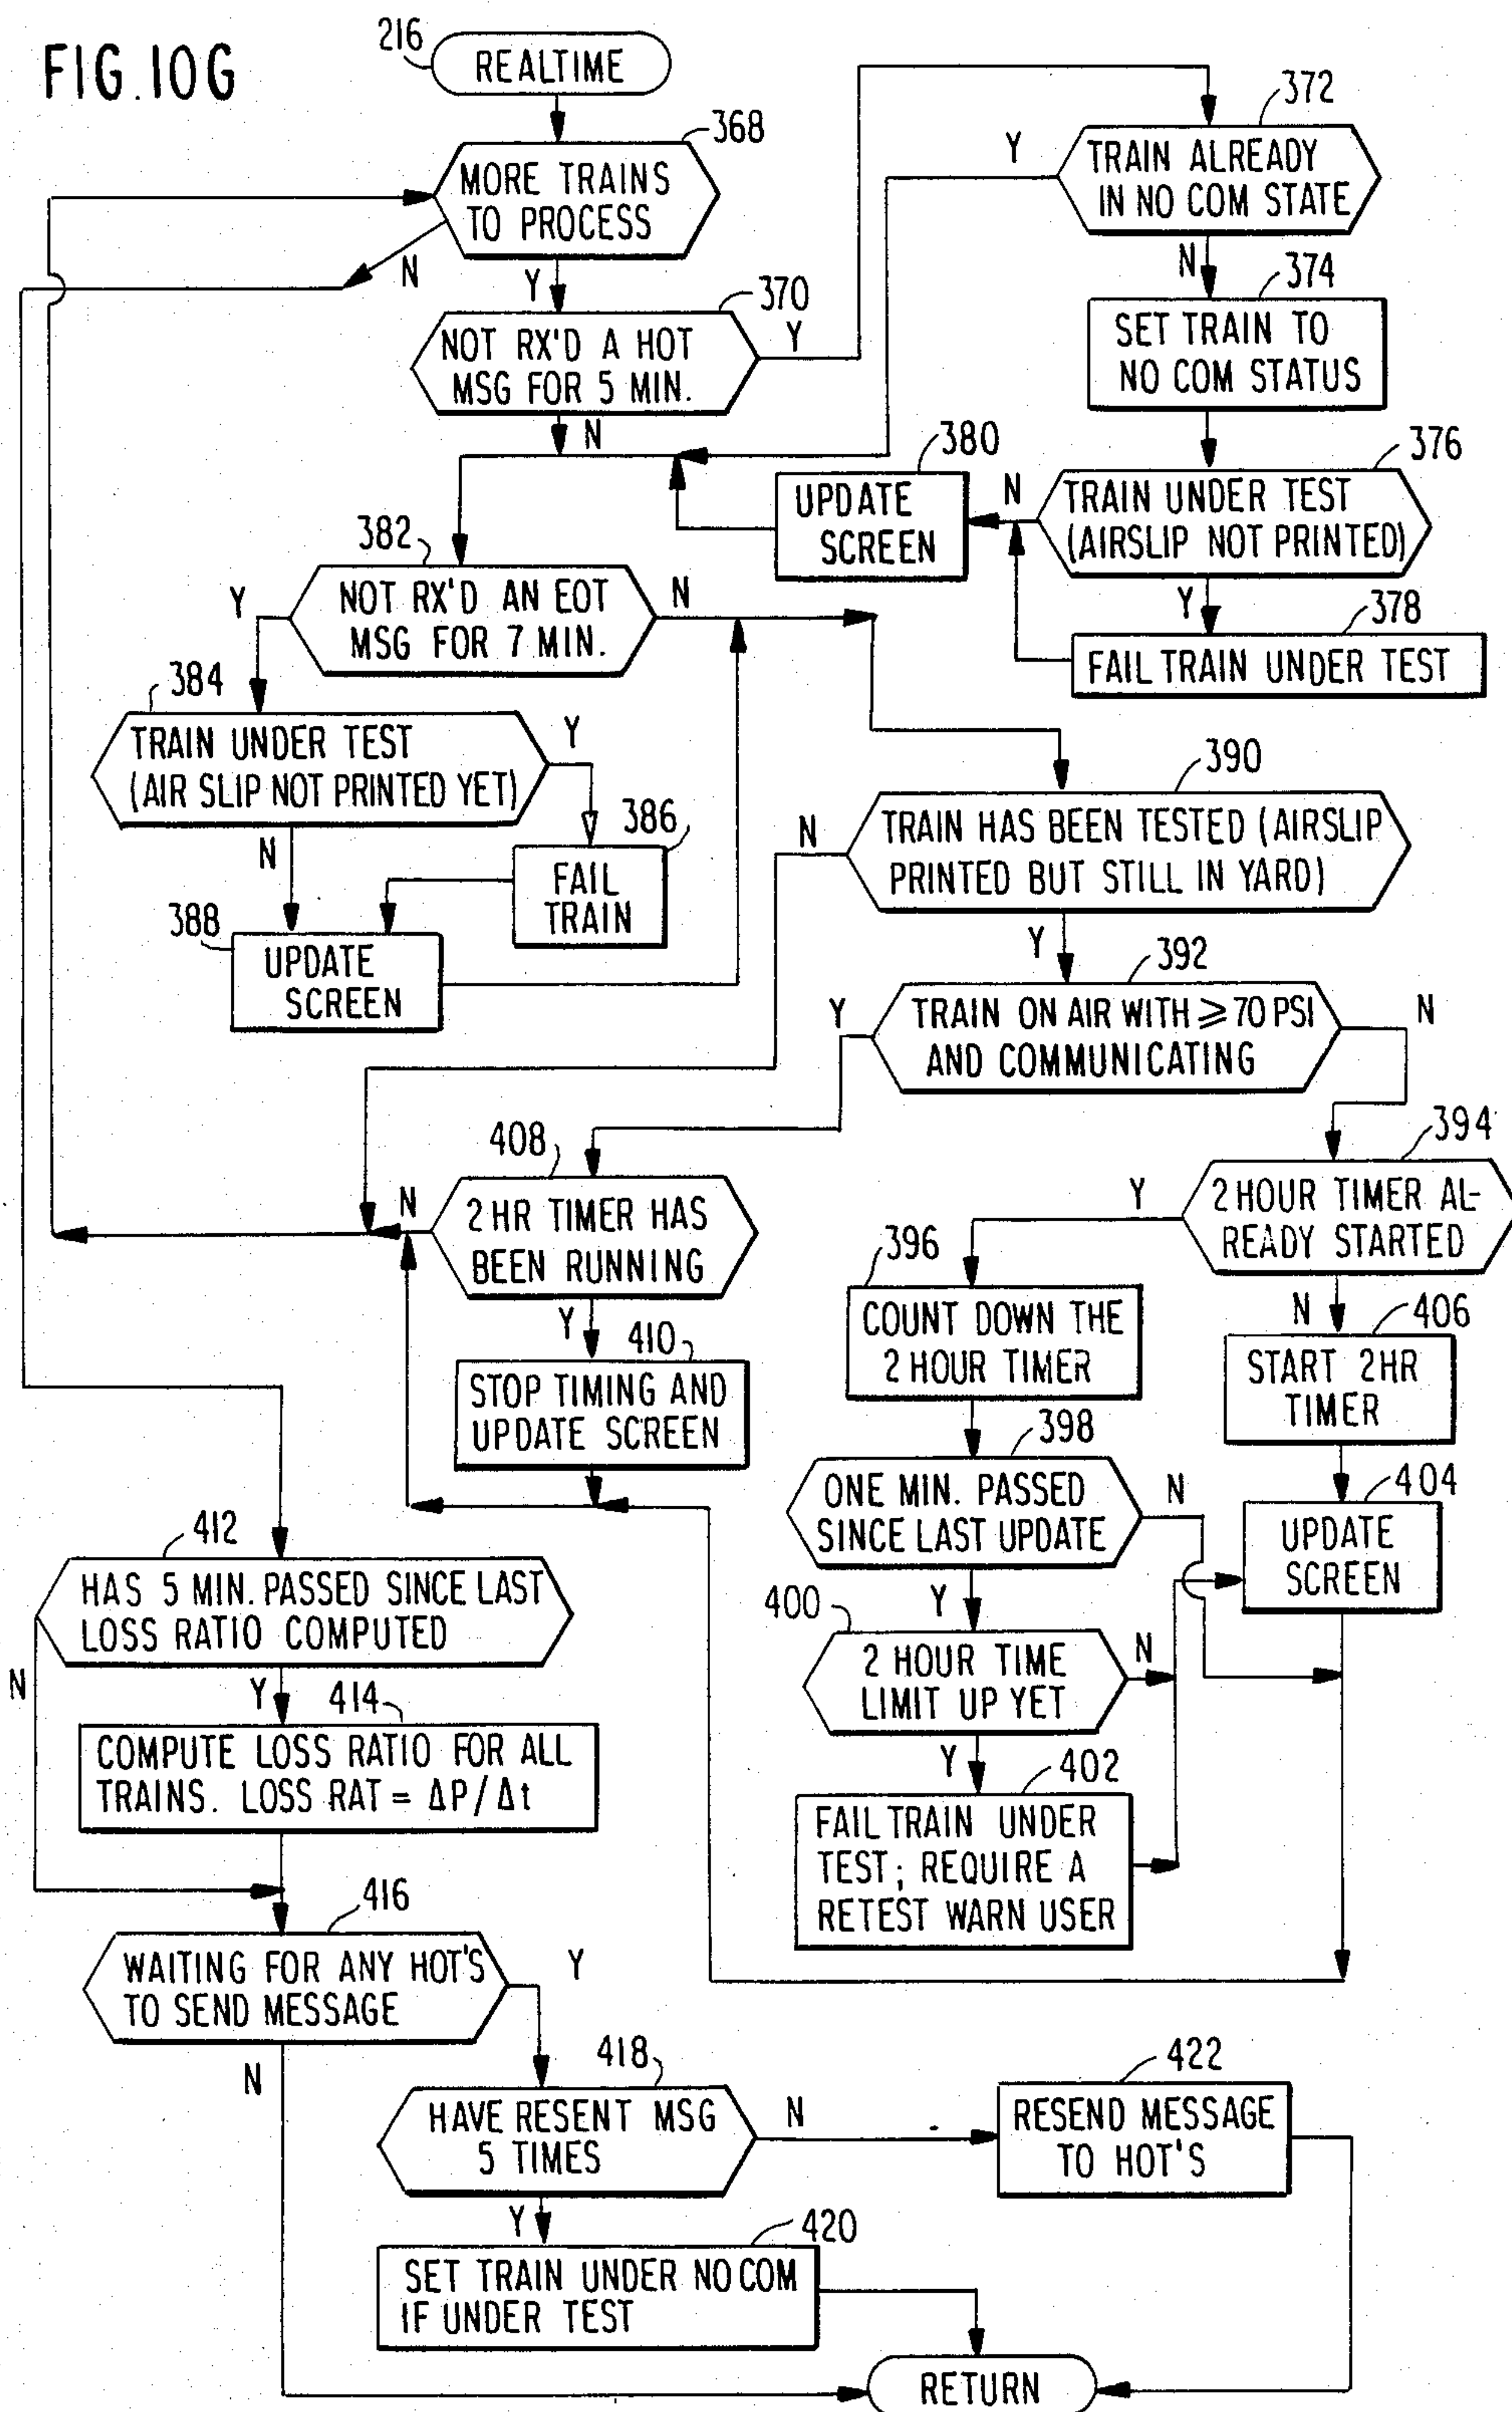 FIG. 10G
216
REALTIME
368
MORE TRAINS
TO PROCESS
N
Y
370
NOT RX'D A HOT
MSG FOR 5 MIN.
Y
N
372
Y
TRAIN ALREADY
IN NO COM STATE
N
374
SET TRAIN TO
NO COM STATUS
376
TRAIN UNDER TEST
(AIRSLIP NOT PRINTED)
N
Y
380
UPDATE
SCREEN
378
FAIL TRAIN UNDER TEST
382
Y
NOT RX'D AN EOT
MSG FOR 7 MIN.
N
384
TRAIN UNDER TEST
(AIR SLIP NOT PRINTED YET)
Y
N
386
FAIL
TRAIN
388
UPDATE
SCREEN
390
N
TRAIN HAS BEEN TESTED (AIRSLIP
PRINTED BUT STILL IN YARD)
Y
392
Y
TRAIN ON AIR WITH ⩾ 70 PSI
AND COMMUNICATING
N
394
Y
2 HOUR TIMER AL-
READY STARTED
N
396
COUNT DOWN THE
2 HOUR TIMER
406
START 2HR
TIMER
408
N
2 HR TIMER HAS
BEEN RUNNING
Y
410
STOP TIMING AND
UPDATE SCREEN
398
ONE MIN. PASSED
SINCE LAST UPDATE
N
Y
404
UPDATE
SCREEN
400
2 HOUR TIME
LIMIT UP YET
N
Y
402
FAIL TRAIN UNDER
TEST; REQUIRE A
RETEST WARN USER
412
HAS 5 MIN. PASSED SINCE LAST
LOSS RATIO COMPUTED
N
Y
414
COMPUTE LOSS RATIO FOR ALL
TRAINS. LOSS RAT = ΔP/Δt
416
WAITING FOR ANY HOT'S
TO SEND MESSAGE
Y
N
418
HAVE RESENT MSG
5 TIMES
N
Y
422
RESEND MESSAGE
TO HOT'S
420
SET TRAIN UNDER NO COM
IF UNDER TEST
RETURN